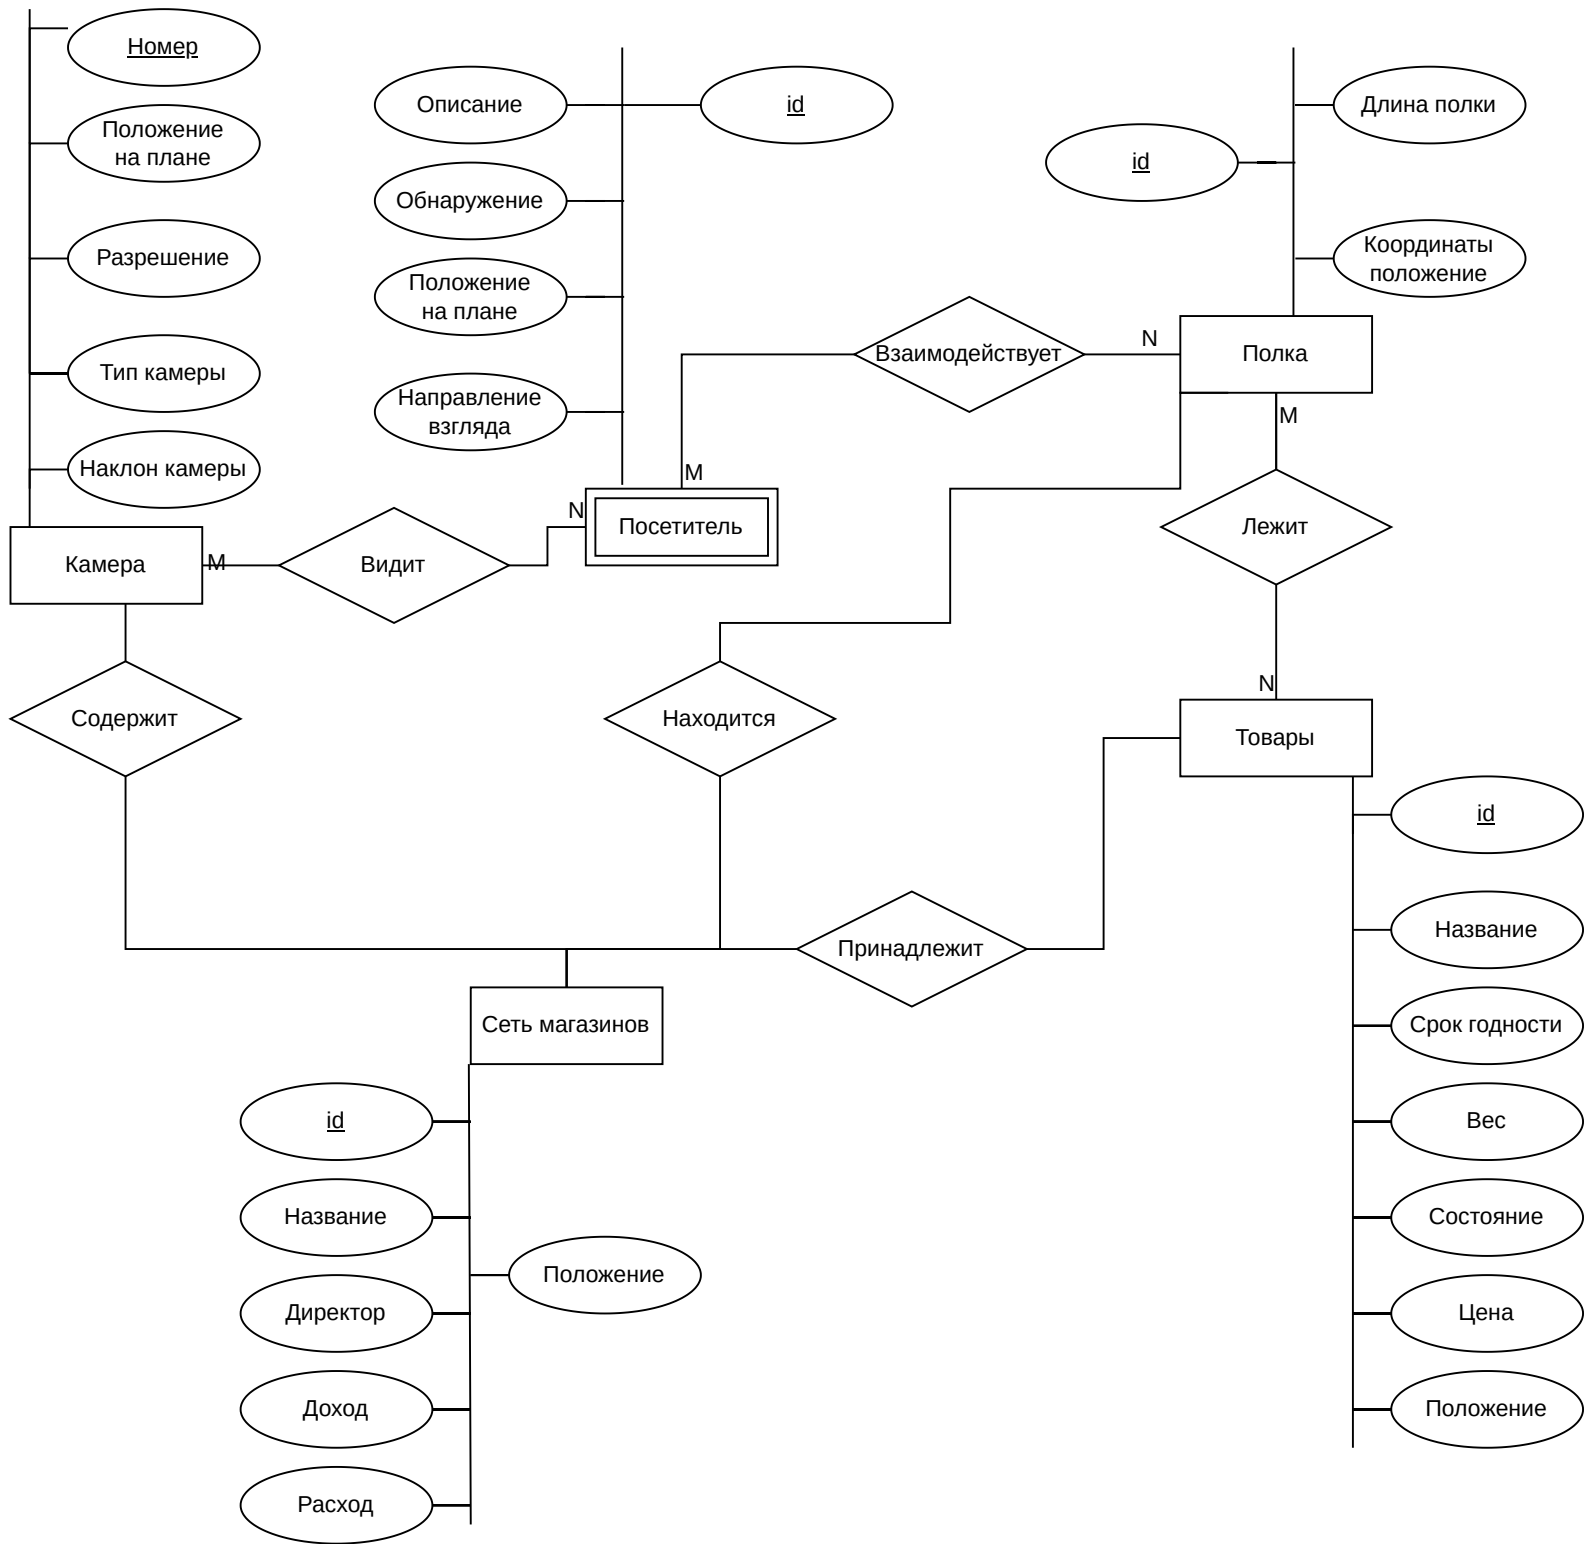 Номер
Положение
на плане
Разрешение
Тип камеры
Наклон камеры
Описание
id
Обнаружение
Положение
на плане
Направление
взгляда
Длина полки
id
Координаты
положение
Взаимодействует
N
Полка
M
M
N
Посетитель
Камера
M
Видит
Лежит
N
Содержит
Находится
Товары
id
Название
Срок годности
Вес
Состояние
Цена
Положение
Принадлежит
Сеть магазинов
id
Название
Положение
Директор
Доход
Расход